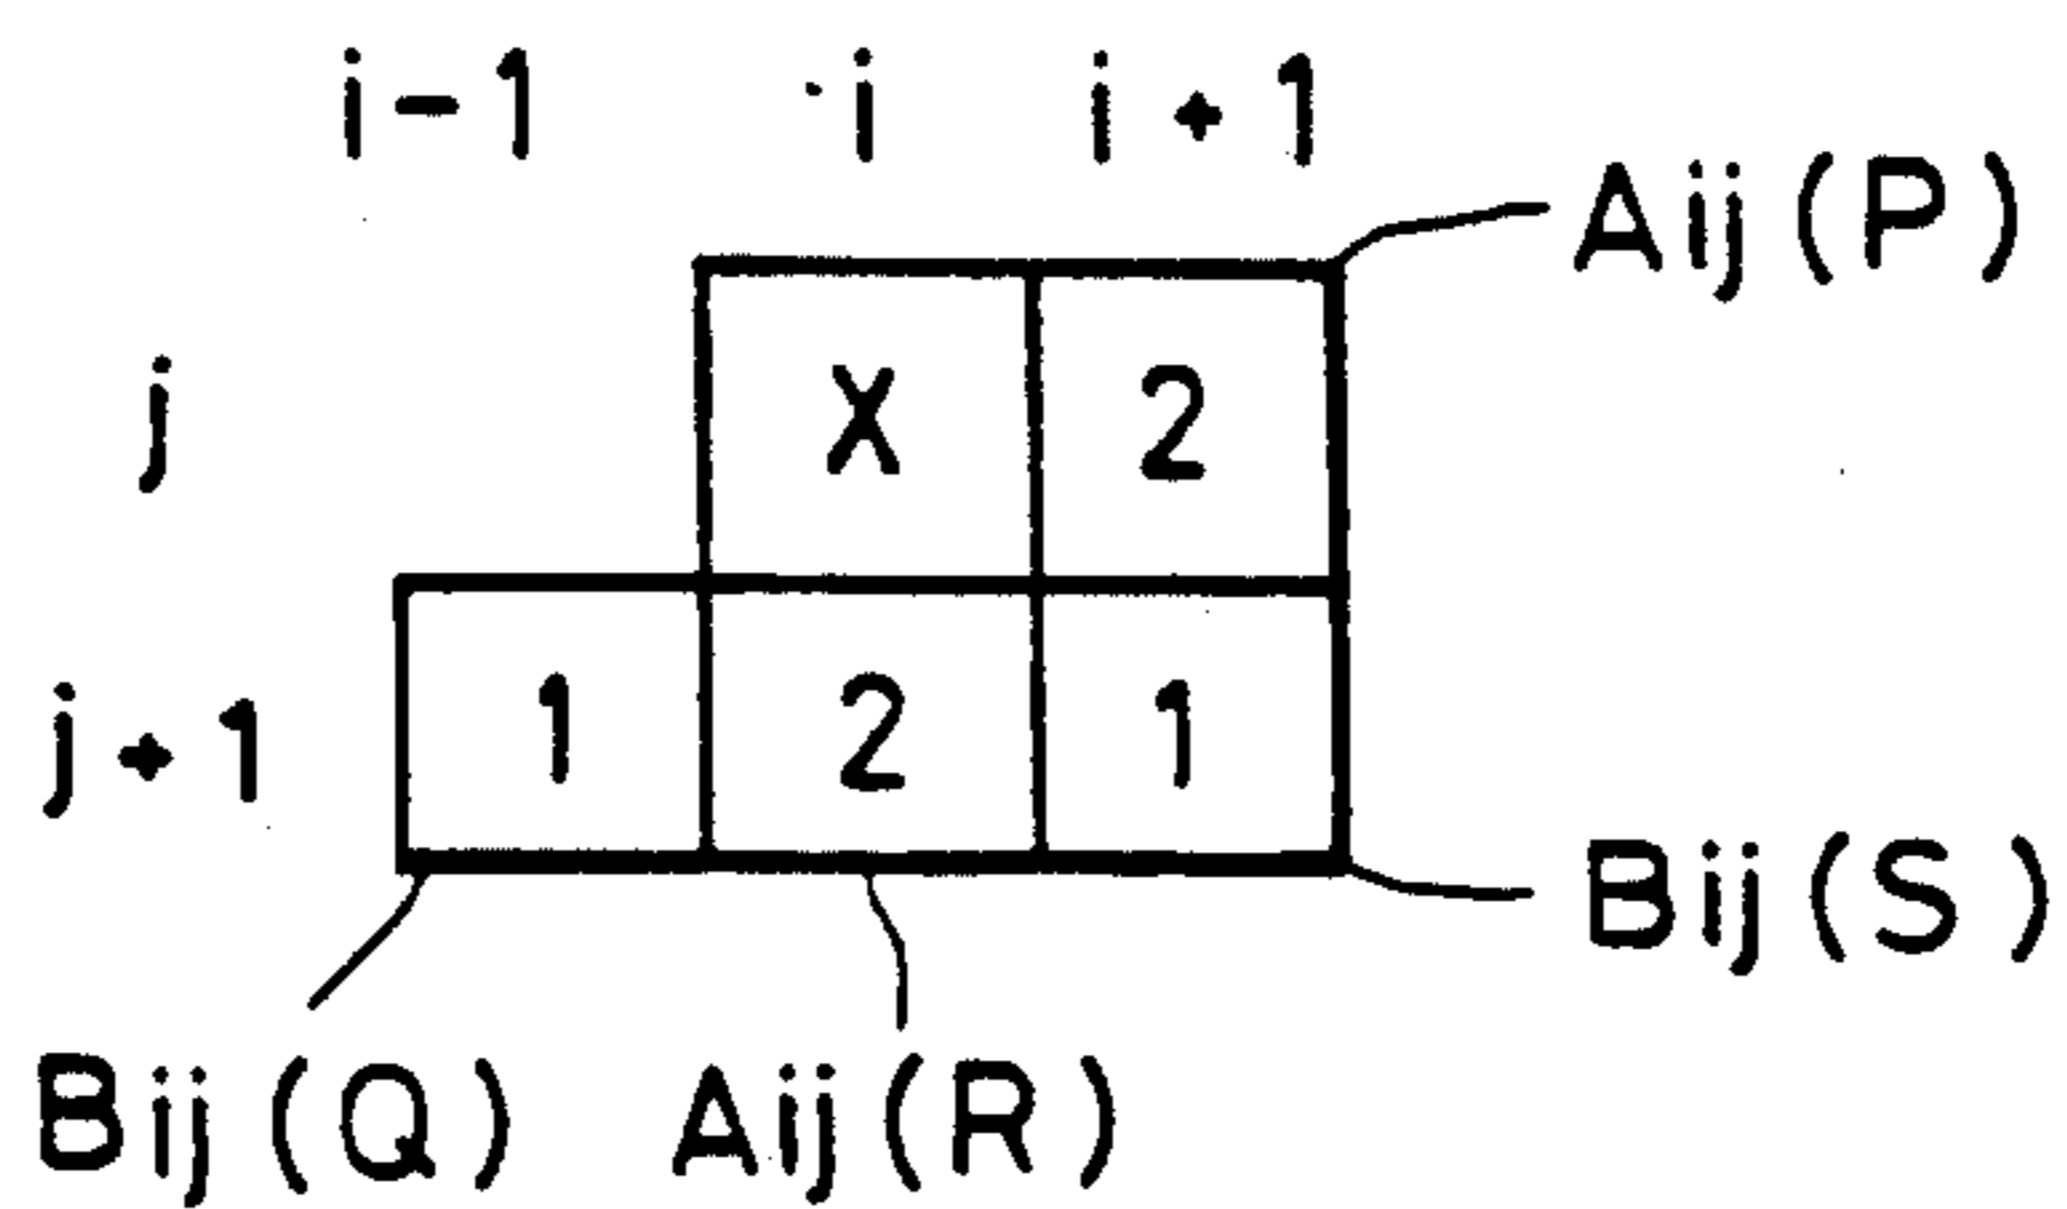 i-1 i i+1
Aij(P)
j X 2
j+1 1 2 1
Bij(S)
Bij(Q) Aij(R)